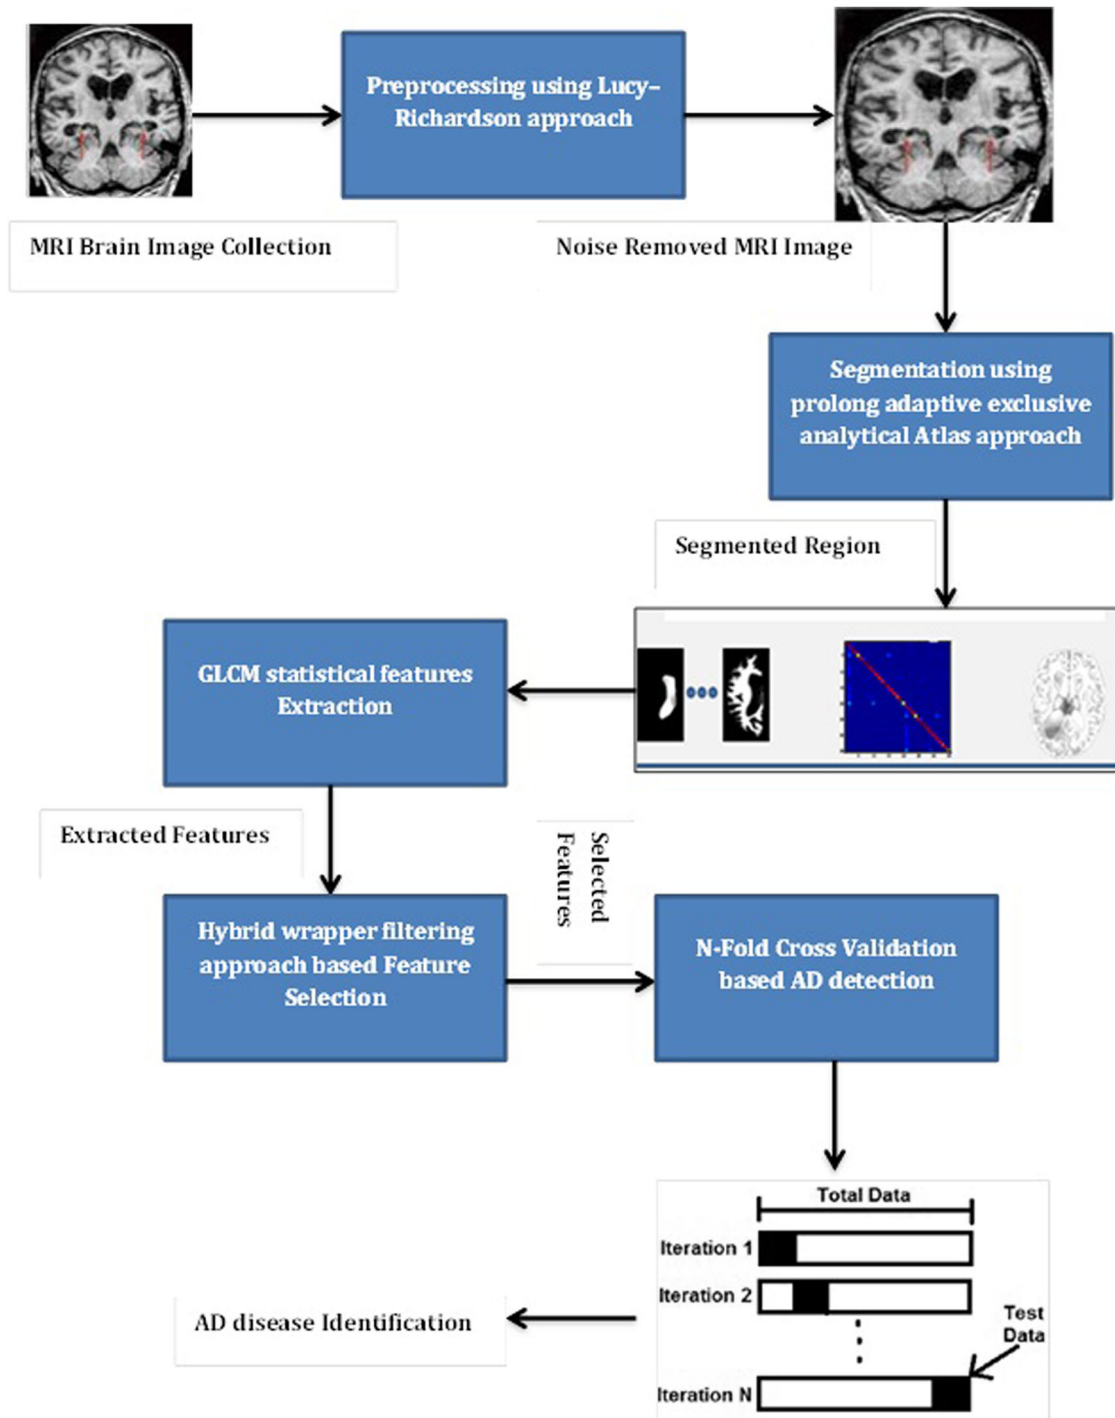 Preprocessing using Lucy–
Richardson approach
MRI Brain Image Collection
Noise Removed MRI Image
Segmentation using
prolong adaptive exclusive
analytical Atlas approach
Segmented Region
GLCM statistical features
Extraction
Extracted Features
Selected
Features
Hybrid wrapper filtering
approach based Feature
Selection
N-Fold Cross Validation
based AD detection
Total Data
Iteration 1
Iteration 2
Test
Data
Iteration N
AD disease Identification